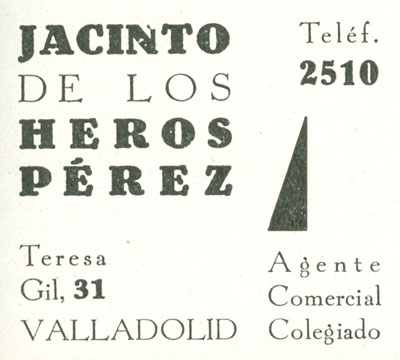 JACINTO
DE LOS
HEROS
PÉREZ
Teléf.
2510
Teresa
Gil, 31
VALLADOLID
Agente
Comercial
Colegiado